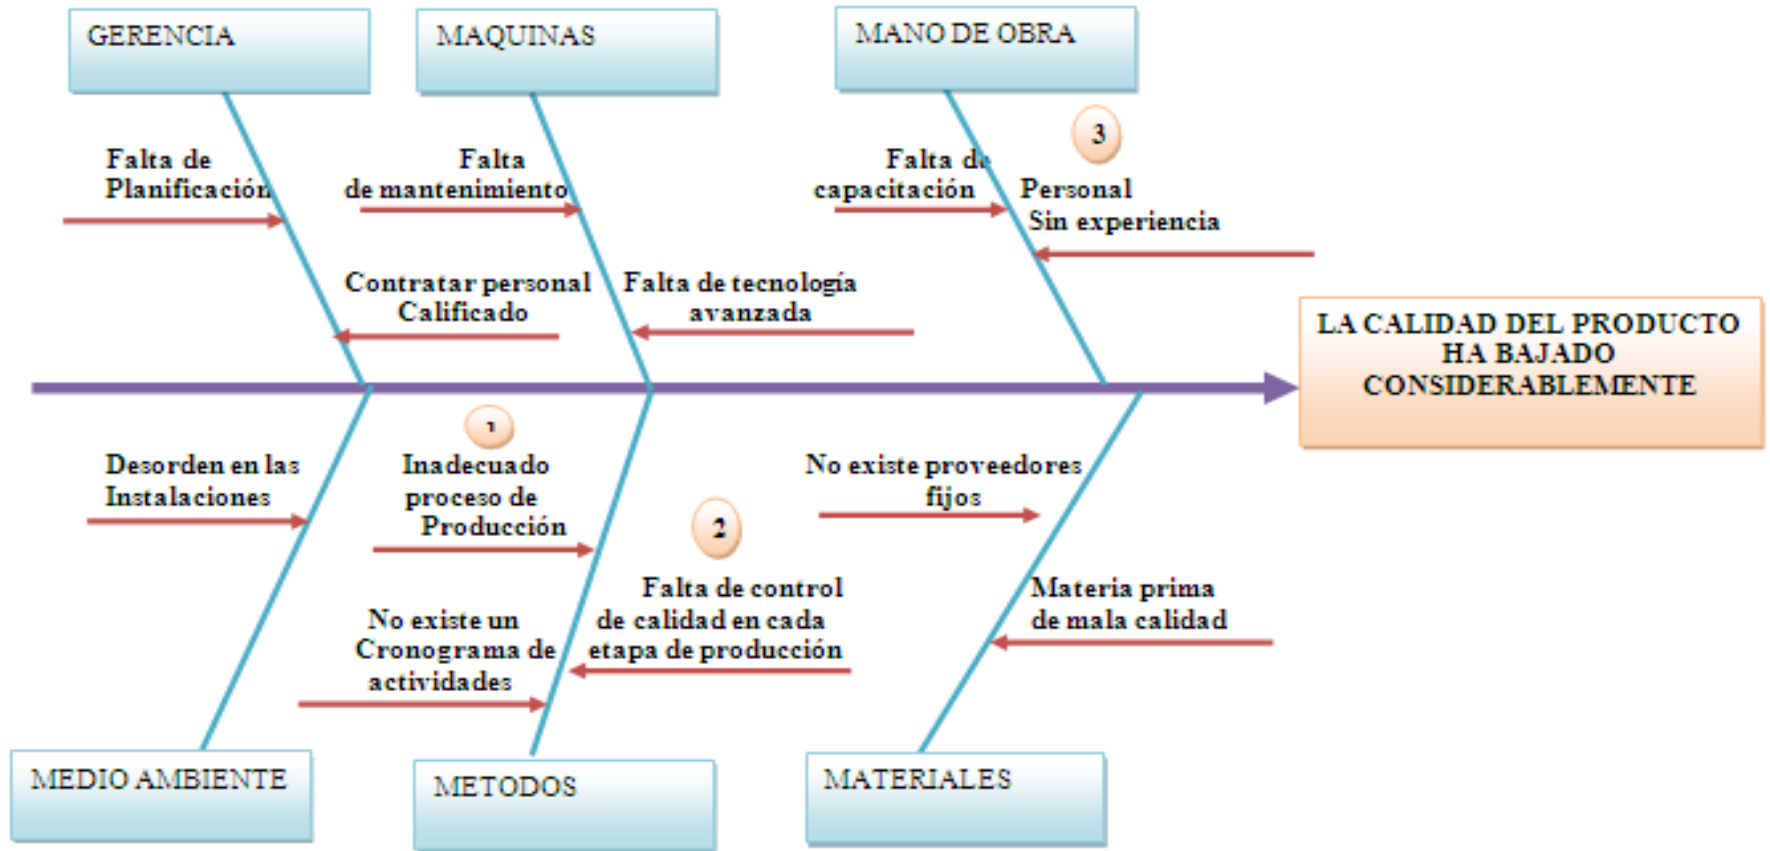 GERENCIA
MAQUINAS
MANO DE OBRA
3
Falta de
Planificación
Falta
de mantenimiento
Falta de
capacitación
Personal
Sin experiencia
Contratar personal
Calificado
Falta de tecnología
avanzada
LA CALIDAD DEL PRODUCTO
HA BAJADO
CONSIDERABLEMENTE
1
Desorden en las
Instalaciones
Inadecuado
proceso de
Producción
2
No existe proveedores
fijos
No existe un
Cronograma de
actividades
Falta de control
de calidad en cada
etapa de producción
Materia prima
de mala calidad
MEDIO AMBIENTE
METODOS
MATERIALES